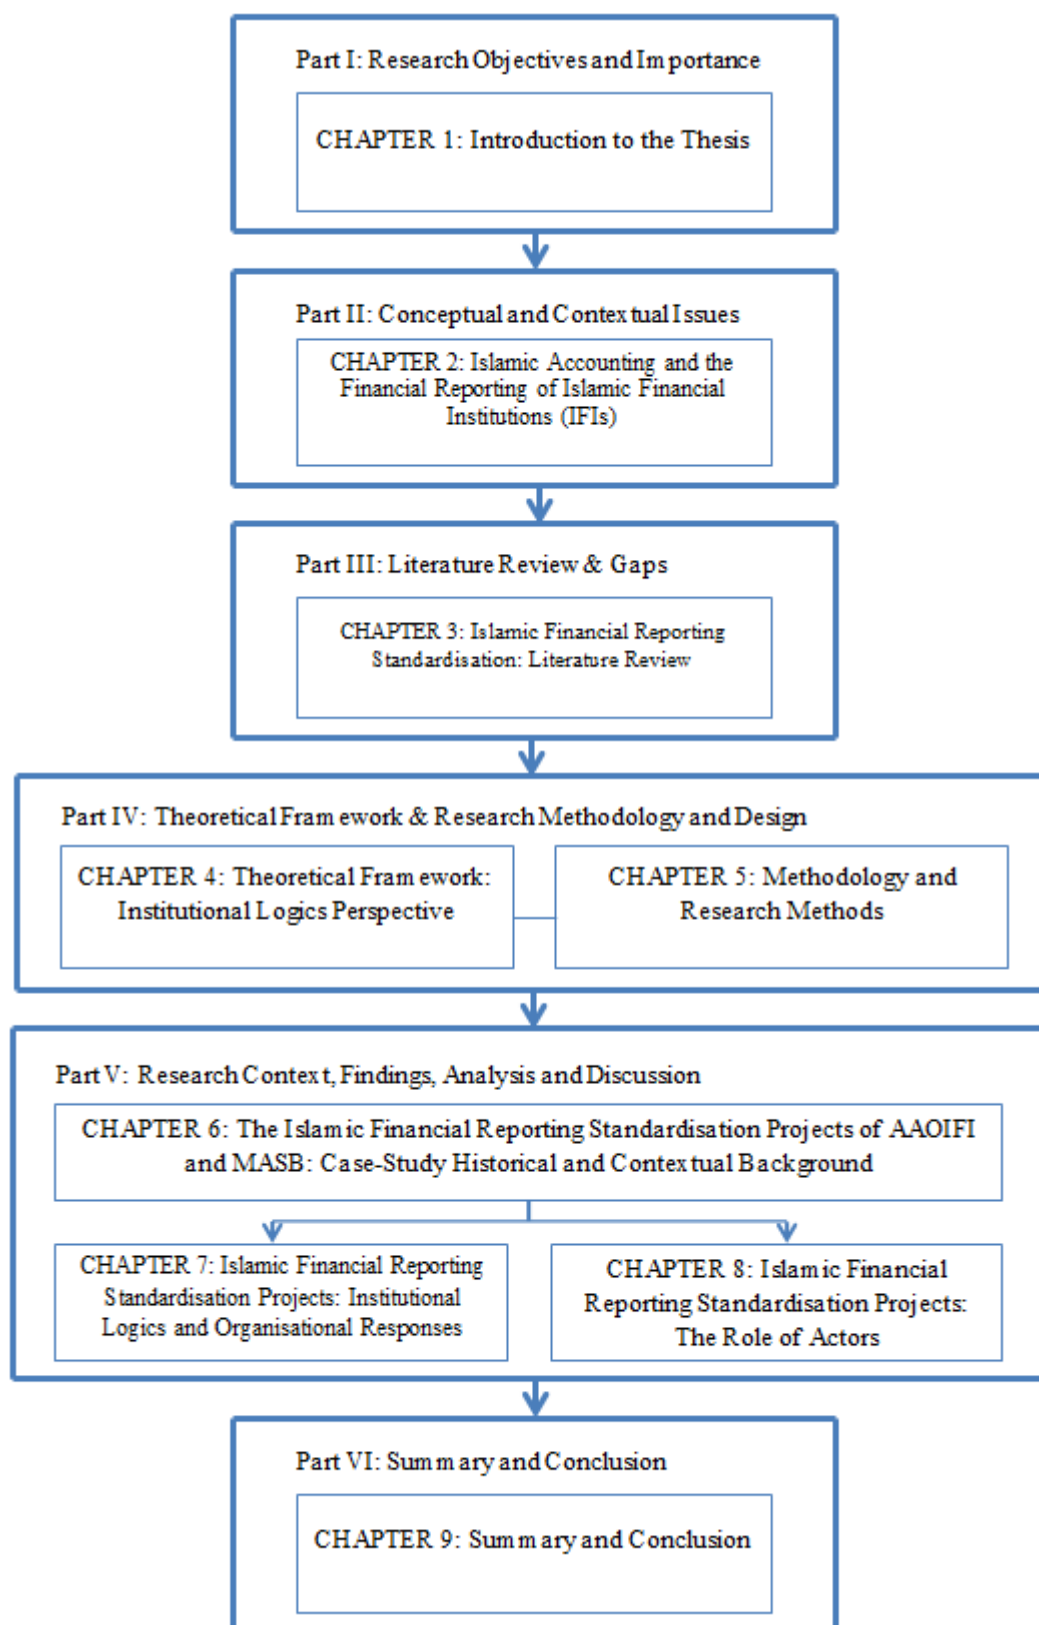 Part I: Research Objectives and Importance
CHAPTER 1: Introduction to the Thesis
Part II: Conceptual and Contextual Issues
CHAPTER 2: Islamic Accounting and the
Financial Reporting of Islamic Financial
Institutions (IFIs)
Part III: Literature Review & Gaps
CHAPTER 3: Islamic Financial Reporting
Standardisation: Literature Review
Part IV: Theoretical Framework & Research Methodology and Design
CHAPTER 4: Theoretical Framework:
Institutional Logics Perspective
CHAPTER 5: Methodology and
Research Methods
Part V: Research Context, Findings, Analysis and Discussion
CHAPTER 6: The Islamic Financial Reporting Standardisation Projects of AAOIFI
and MASB: Case-Study Historical and Contextual Background
CHAPTER 7: Islamic Financial Reporting
Standardisation Projects: Institutional
Logics and Organisational Responses
CHAPTER 8: Islamic Financial
Reporting Standardisation Projects:
The Role of Actors
Part VI: Summary and Conclusion
CHAPTER 9: Summary and Conclusion